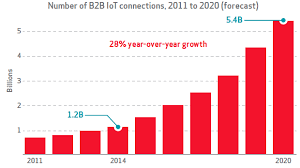 Number of B2B IoT connections, 2011 to 2020 (forecast)
5.4B
28% year-over-year growth
1.2B
Billions
5
4
3
2
1
2011
2014
2020